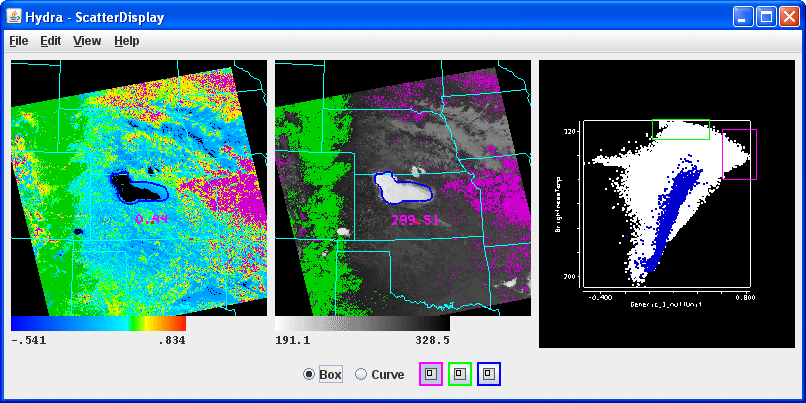 Hydra - ScatterDisplay
File Edit View Help
0.44
299.51
-.541 .834
191.1 328.5
BrightnessTemp
200
-0.400 0.800
Box Curve